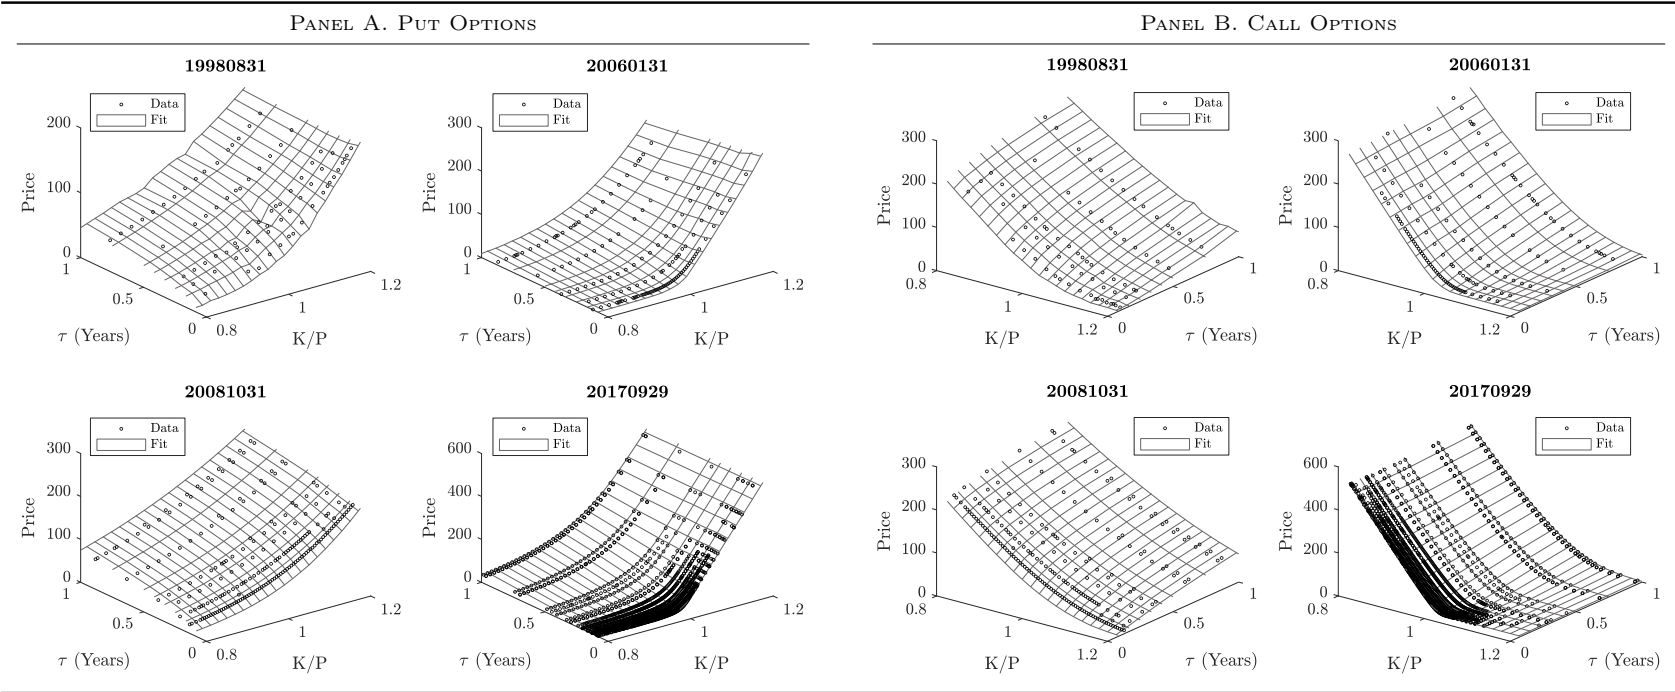 PANEL A. PUT OPTIONS
PANEL B. CALL OPTIONS
19980831
Data
Fit
200
100
0
Price
1
0.5
0
τ (Years)
0.8
1
1.2
K/P
20060131
Data
Fit
300
200
100
0
Price
1
0.5
0
τ (Years)
0.8
1
1.2
K/P
19980831
Data
Fit
300
200
100
0
Price
0.8
1
1.2
K/P
0
0.5
1
τ (Years)
20060131
Data
Fit
300
200
100
0
Price
0.8
1
1.2
K/P
0
0.5
1
τ (Years)
20081031
Data
Fit
300
200
100
0
Price
1
0.5
0
τ (Years)
0.8
1
1.2
K/P
20170929
Data
Fit
600
400
200
0
Price
1
0.5
0
τ (Years)
0.8
1
1.2
K/P
20081031
Data
Fit
300
200
100
0
Price
0.8
1
1.2
K/P
0
0.5
1
τ (Years)
20170929
Data
Fit
600
400
200
0
Price
0.8
1
1.2
K/P
0
0.5
1
τ (Years)